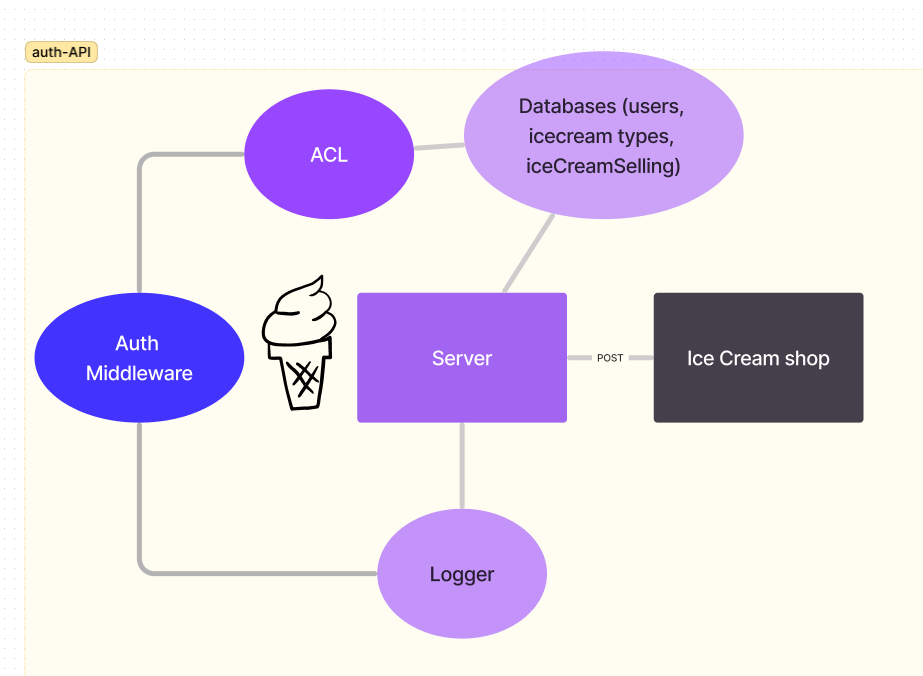 auth-API
Databases (users,
icecream types,
iceCreamSelling)
ACL
Auth
Middleware
Server
POST
Ice Cream shop
Logger